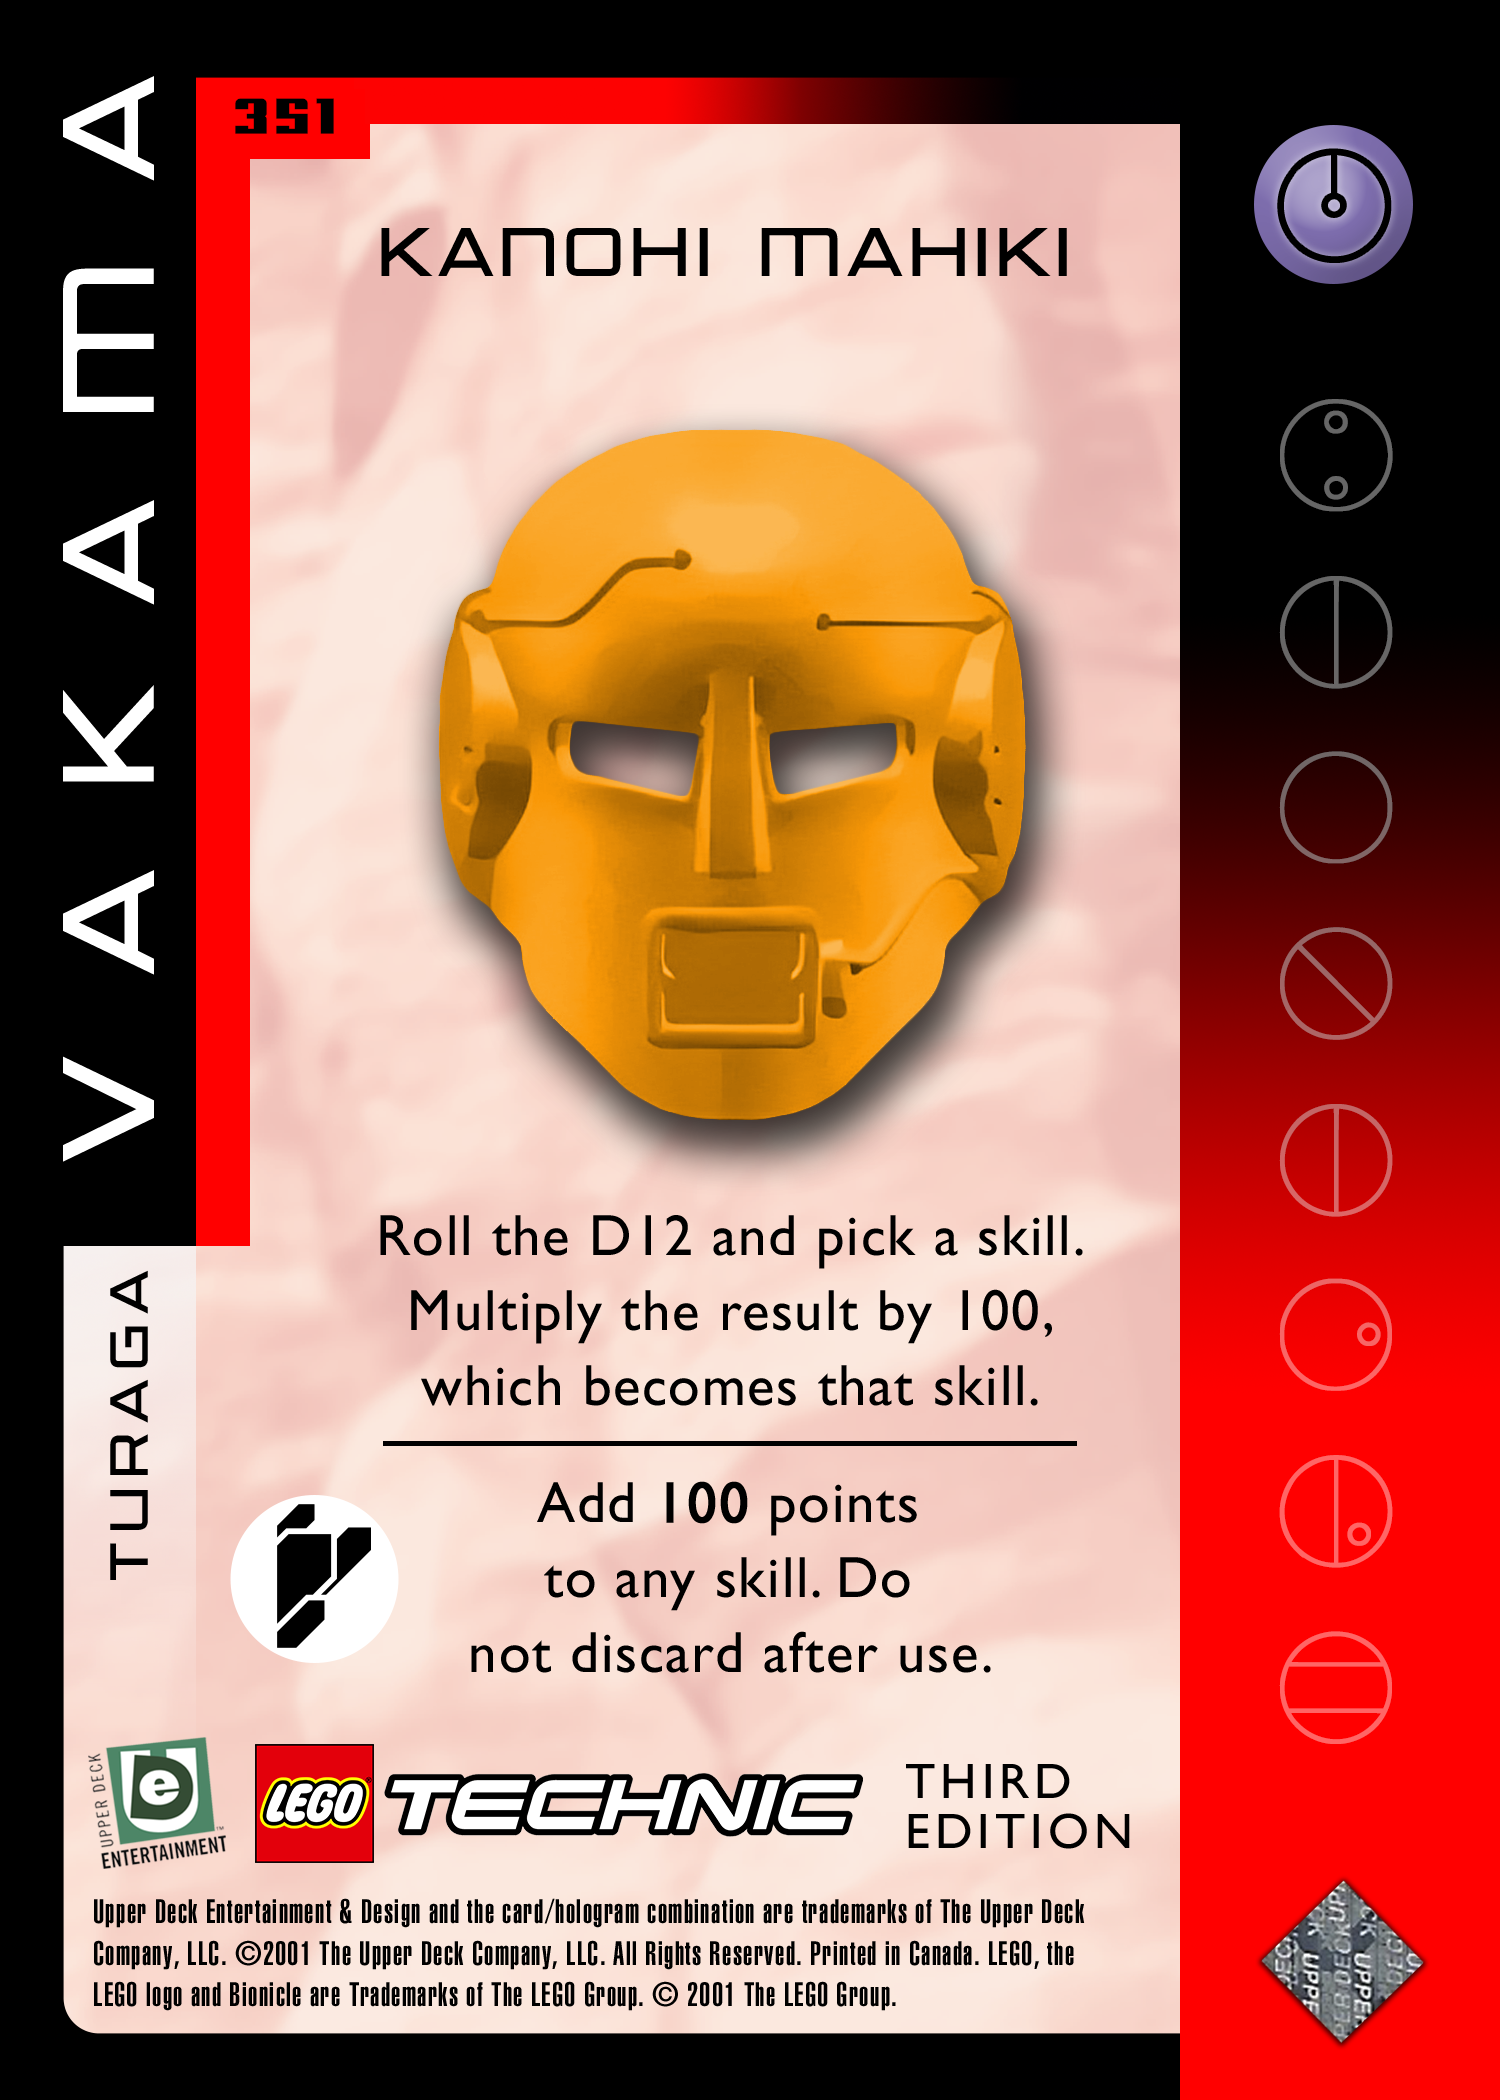 351
VAKAMA
TURAGA
KANOHI MAHIKI
Roll the D12 and pick a skill.
Multiply the result by 100,
which becomes that skill.
Add 100 points
to any skill. Do
not discard after use.
UPPER DECK
e
ENTERTAINMENT
™
LEGO
TECHNIC
THIRD
EDITION
Upper Deck Entertainment & Design and the card/hologram combination are trademarks of The Upper Deck
Company, LLC. ©2001 The Upper Deck Company, LLC. All Rights Reserved. Printed in Canada. LEGO, the
LEGO logo and Bionicle are Trademarks of The LEGO Group. © 2001 The LEGO Group.